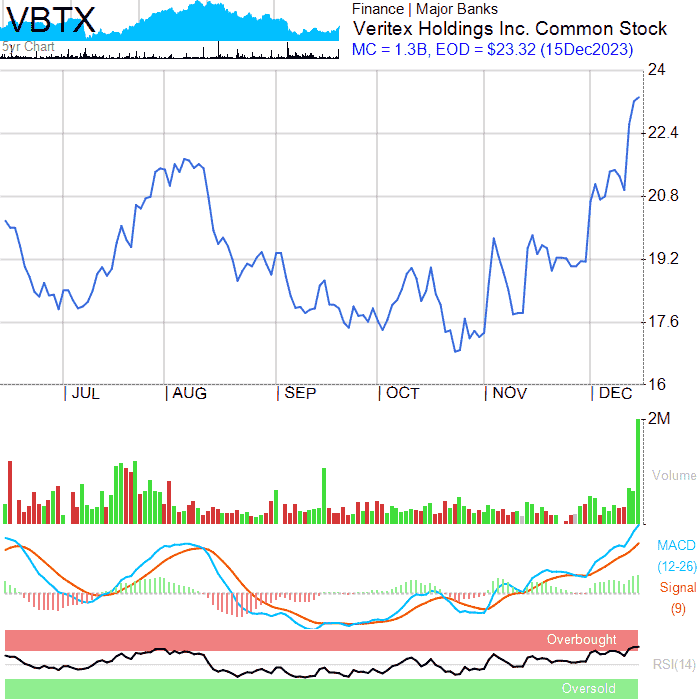 VBTX
5yr Chart
Finance | Major Banks
Veritex Holdings Inc. Common Stock
MC = 1.3B, EOD = $23.32 (15Dec2023)
24
22.4
20.8
19.2
17.6
16
JUL AUG SEP OCT NOV DEC
2M
Volume
MACD
(12-26)
Signal
(9)
Overbought
RSI(14)
Oversold